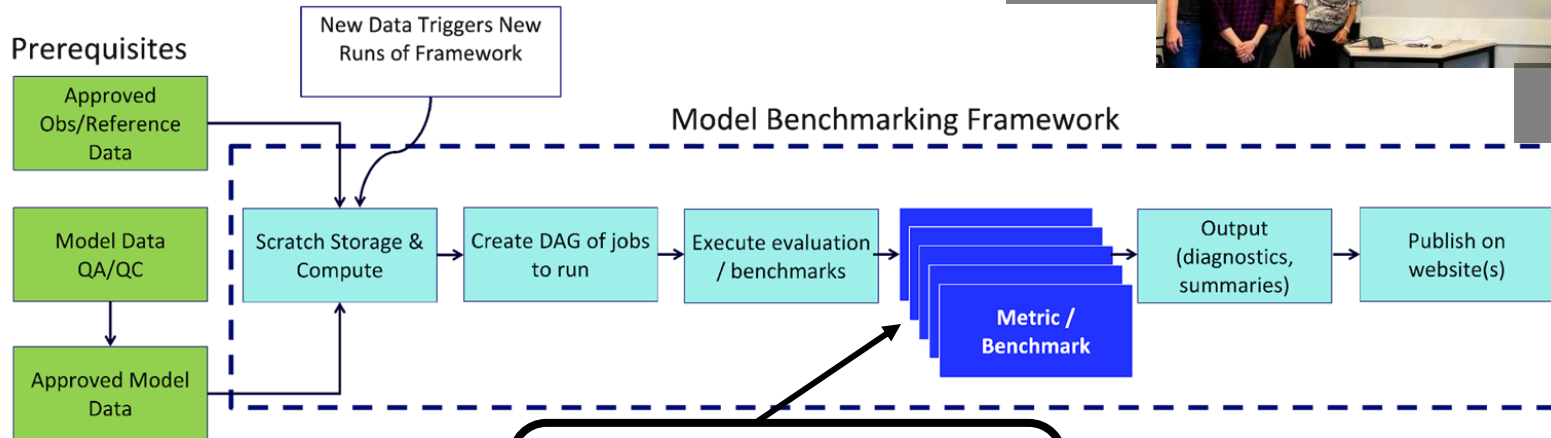 New Data Triggers New
Runs of Framework
Prerequisites
Approved
Obs/Reference
Data
Model Benchmarking Framework
Model Data
QA/QC
Scratch Storage &
Compute
Create DAG of jobs
to run
Execute evaluation
/ benchmarks
Metric /
Benchmark
Output
(diagnostics,
summaries)
Publish on
website(s)
Approved Model
Data